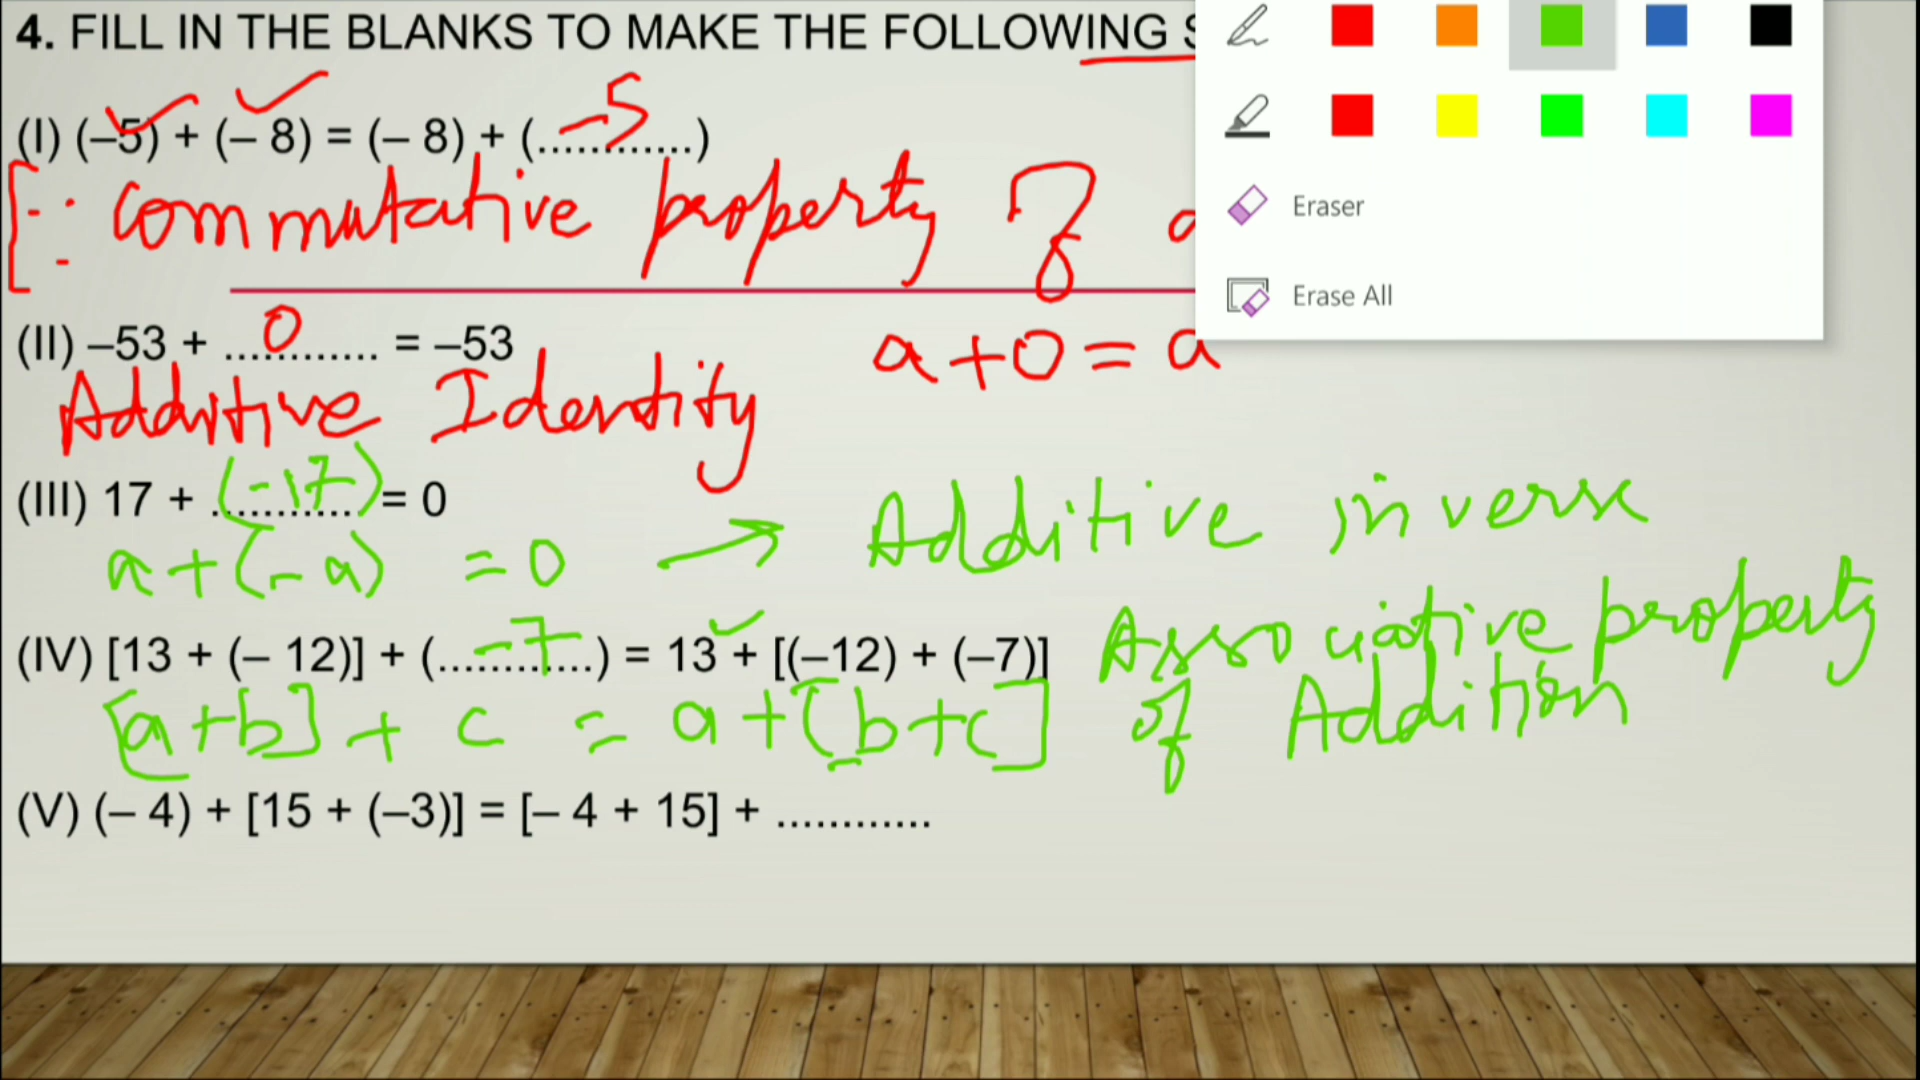 4. FILL IN THE BLANKS TO MAKE THE FOLLOWING S
(I) (–5) + (– 8) = (– 8) + (............) -5
[∵ commutative property of a
(II) –53 + ............ = –53 0
a+0=a
Additive Identity
(III) 17 + ............ = 0 (-17)
a+(-a) =0 → Additive inverse
(IV) [13 + (– 12)] + (............) = 13 + [(–12) + (–7)] -7
Associative property
[a+b] + c = a+[b+c] of Addition
(V) (– 4) + [15 + (–3)] = [– 4 + 15] + ............
Eraser
Erase All